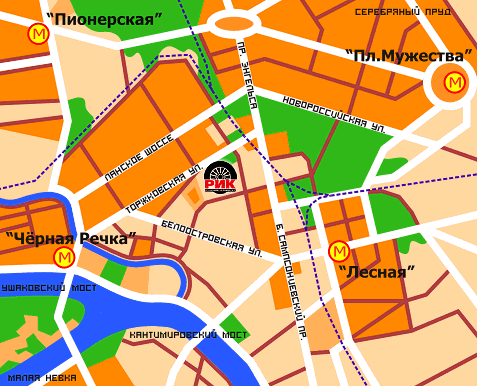 СЕРЕБРЯНЫЙ ПРУД
"Пионерская"
М
ПР. ЭНГЕЛЬСА
"Пл.Мужества"
М
НОВОРОССИЙСКАЯ УЛ.
ЛАНСКОЕ ШОССЕ
ТОРЖКОВСКАЯ УЛ.
РИК
"Чёрная Речка"
М
БЕЛООСТРОВСКАЯ УЛ.
Б. САМПСОНИЕВСКИЙ ПР.
М
"Лесная"
УШАКОВСКИЙ МОСТ
КАНТИМИРОВСКИЙ МОСТ
МАЛАЯ НЕВКА